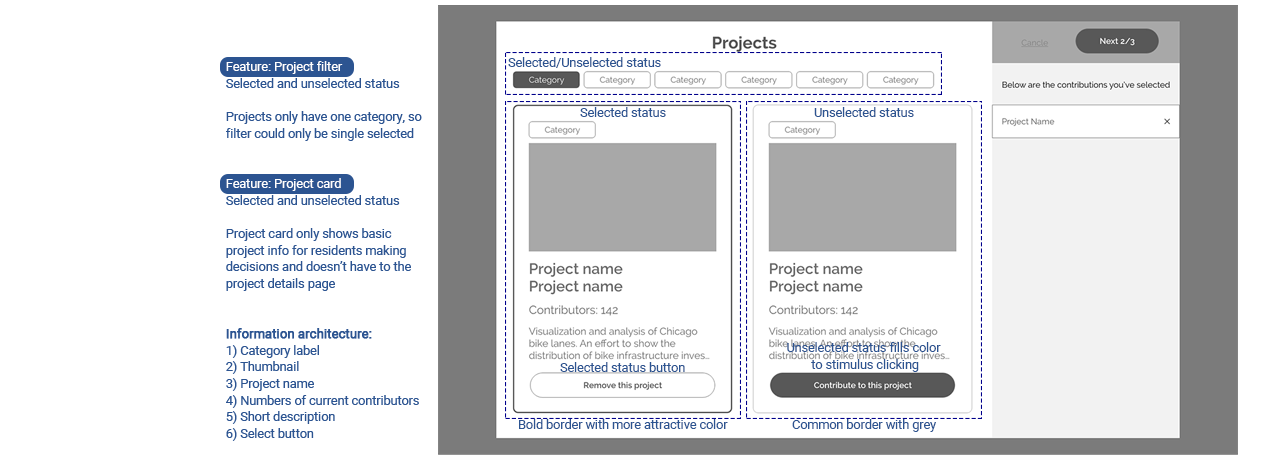 Feature: Project filter
Selected and unselected status
Projects only have one category, so
filter could only be single selected
Feature: Project card
Selected and unselected status
Project card only shows basic
project info for residents making
decisions and doesn't have to the
project details page
Information architecture:
1) Category label
2) Thumbnail
3) Project name
4) Numbers of current contributors
5) Short description
6) Select button
Projects
Selected/Unselected status
Category Category Category Category Category Category
Selected status
Category
Project name
Project name
Contributors: 142
Visualization and analysis of Chicago
bike lanes. An effort to show the
distribution of bike infrastructure inves...
Selected status button
Remove this project
Bold border with more attractive color
Unselected status
Category
Project name
Project name
Contributors: 142
Visualization and analysis of Chicago
bike lanes. An effort to show the
distribution of bike infrastructure inves...
Unselected status fills color
to stimulus clicking
Contribute to this project
Common border with grey
Cancle
Next 2/3
Below are the contributions you've selected
Project Name ×